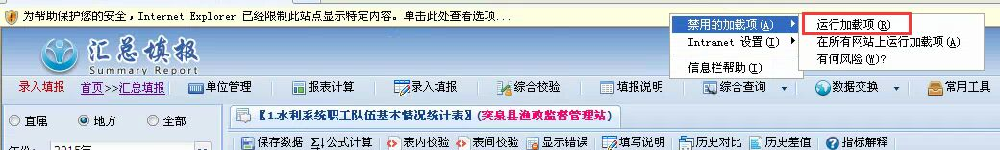 为帮助保护您的安全，Internet Explorer 已经限制此站点显示特定内容。单击此处查看选项...
禁用的加载项(A)
运行加载项(R)
Intranet 设置(I)
在所有网站上运行加载项(A)
信息栏帮助(I)
有何风险(W)?
汇总填报
Summary Report
录入填报 首页>>汇总填报 单位管理 报表计算 录入填报 综合校验 填报说明 综合查询 数据交换 常用工具
直属 地方 全部
【1.水利系统职工队伍基本情况统计表】(突泉县渔政监督管理站)
2015年
保存数据 Σ公式计算 表内校验 表间校验 显示错误 填写说明 历史对比 历史差值 指标解释